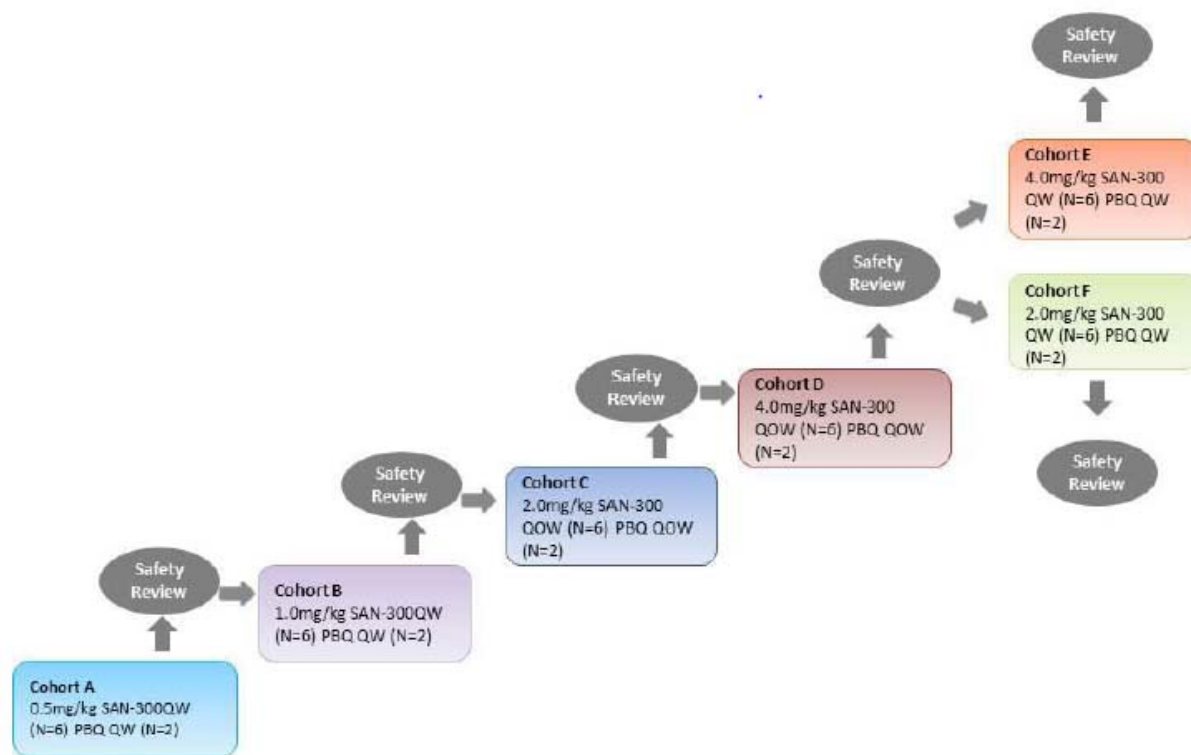 Safety
Review
Cohort E
4.0mg/kg SAN-300
QW (N=6) PBQ QW
(N=2)
Safety
Review
Cohort F
2.0mg/kg SAN-300
QW (N=6) PBQ QW
(N=2)
Safety
Review
Safety
Review
Cohort D
4.0mg/kg SAN-300
QOW (N=6) PBQ QOW
(N=2)
Safety
Review
Cohort C
2.0mg/kg SAN-300
QOW (N=6) PBQ QOW
(N=2)
Safety
Review
Cohort B
1.0mg/kg SAN-300QW
(N=6) PBQ QW (N=2)
Cohort A
0.5mg/kg SAN-300QW
(N=6) PBQ QW (N=2)